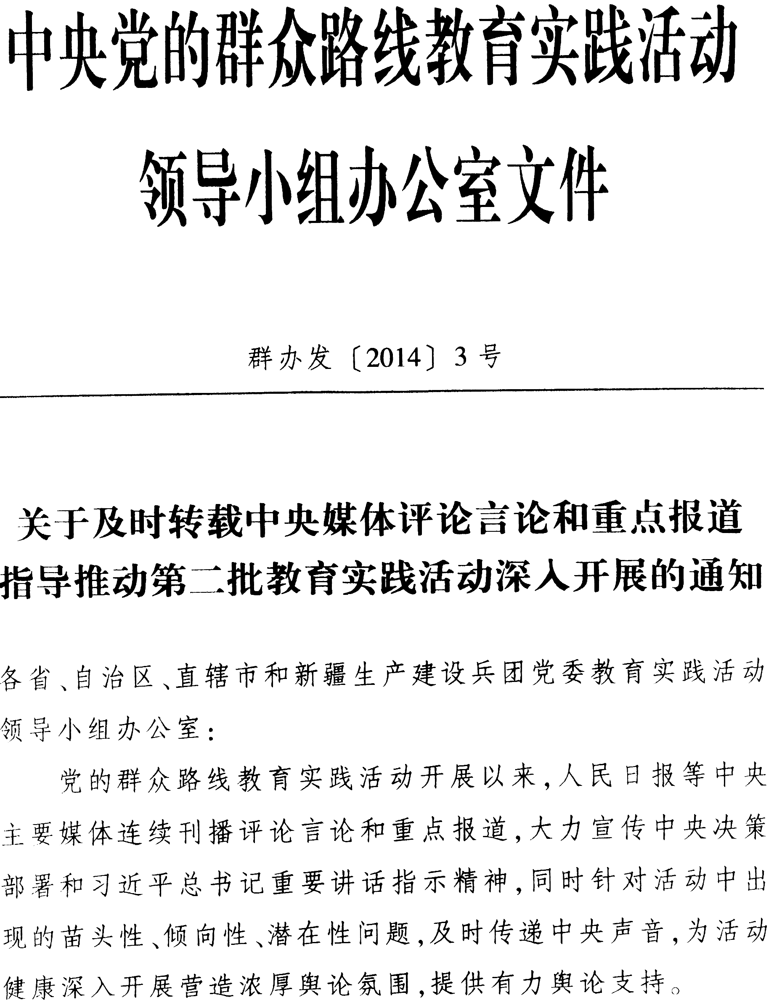 中央党的群众路线教育实践活动
领导小组办公室文件
群办发〔2014〕3号
关于及时转载中央媒体评论言论和重点报道
指导推动第二批教育实践活动深入开展的通知
各省、自治区、直辖市和新疆生产建设兵团党委教育实践活动
领导小组办公室：
党的群众路线教育实践活动开展以来，人民日报等中央
主要媒体连续刊播评论言论和重点报道，大力宣传中央决策
部署和习近平总书记重要讲话指示精神，同时针对活动中出
现的苗头性、倾向性、潜在性问题，及时传递中央声音，为活动
健康深入开展营造浓厚舆论氛围，提供有力舆论支持。